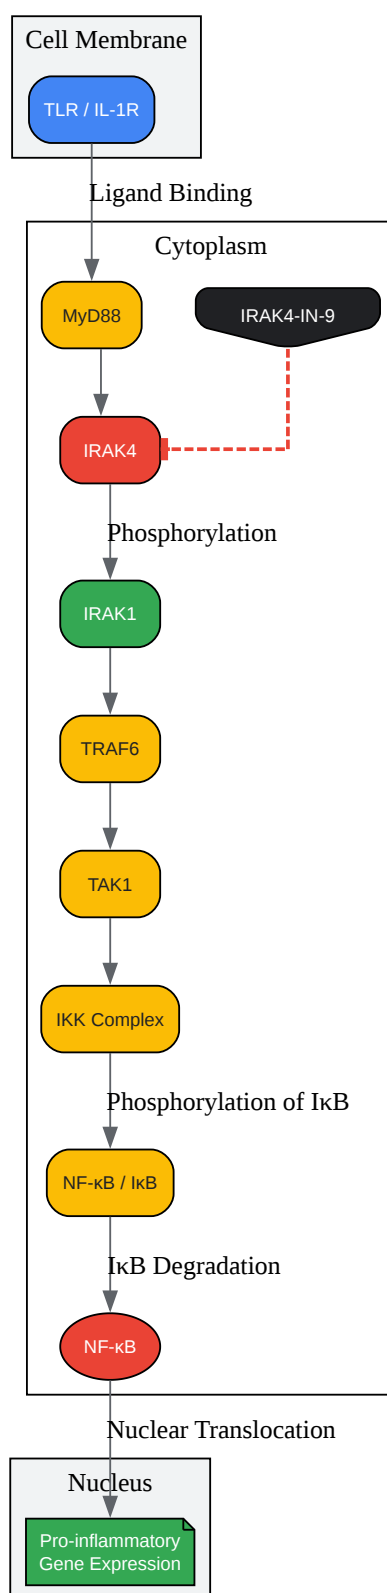 Cell Membrane
TLR / IL-1R
Ligand Binding
Cytoplasm
MyD88
IRAK4-IN-9
IRAK4
Phosphorylation
IRAK1
TRAF6
TAK1
IKK Complex
Phosphorylation of IκB
NF-κB / IκB
IκB Degradation
NF-κB
Nuclear Translocation
Nucleus
Pro-inflammatory
Gene Expression